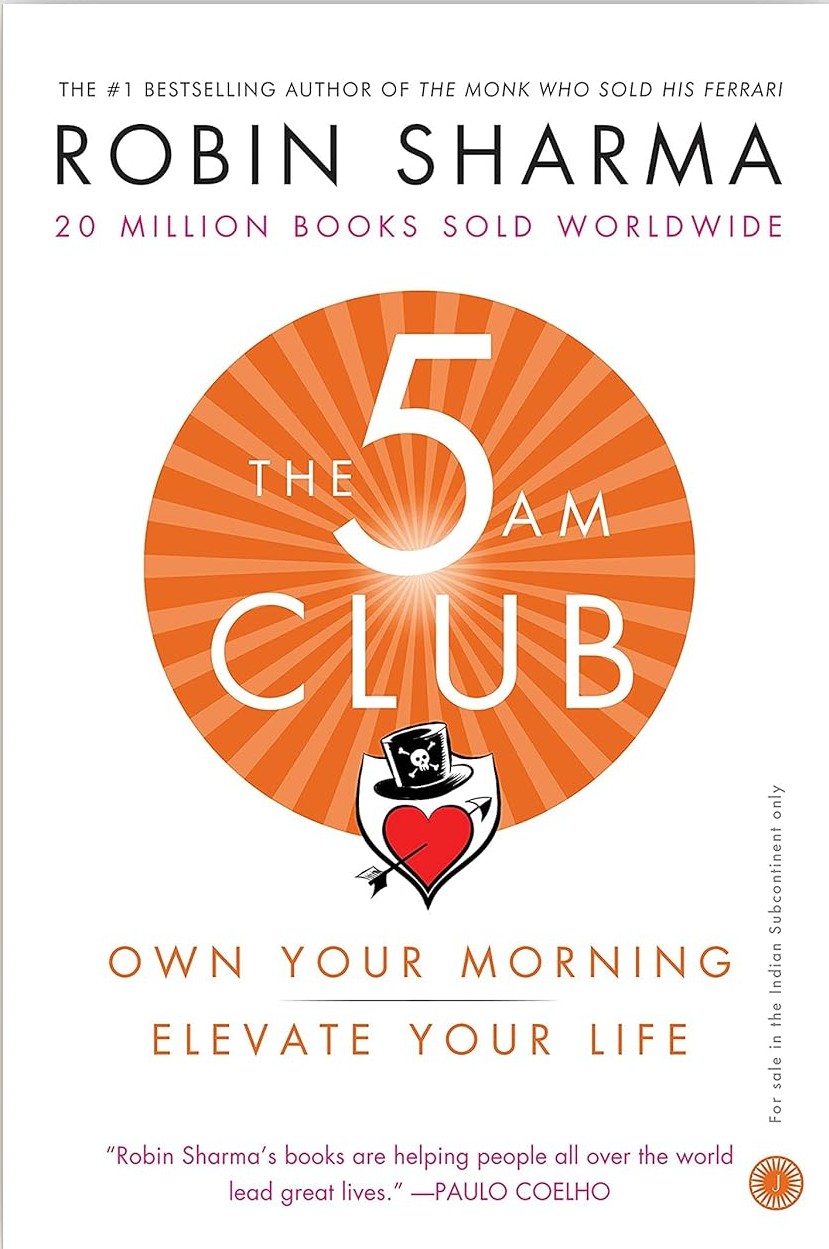 THE #1 BESTSELLING AUTHOR OF THE MONK WHO SOLD HIS FERRARI
ROBIN SHARMA
20 MILLION BOOKS SOLD WORLDWIDE
THE 5 AM
CLUB
OWN YOUR MORNING
ELEVATE YOUR LIFE
For sale in the Indian Subcontinent only
“Robin Sharma’s books are helping people all over the world
lead great lives.” —PAULO COELHO
J